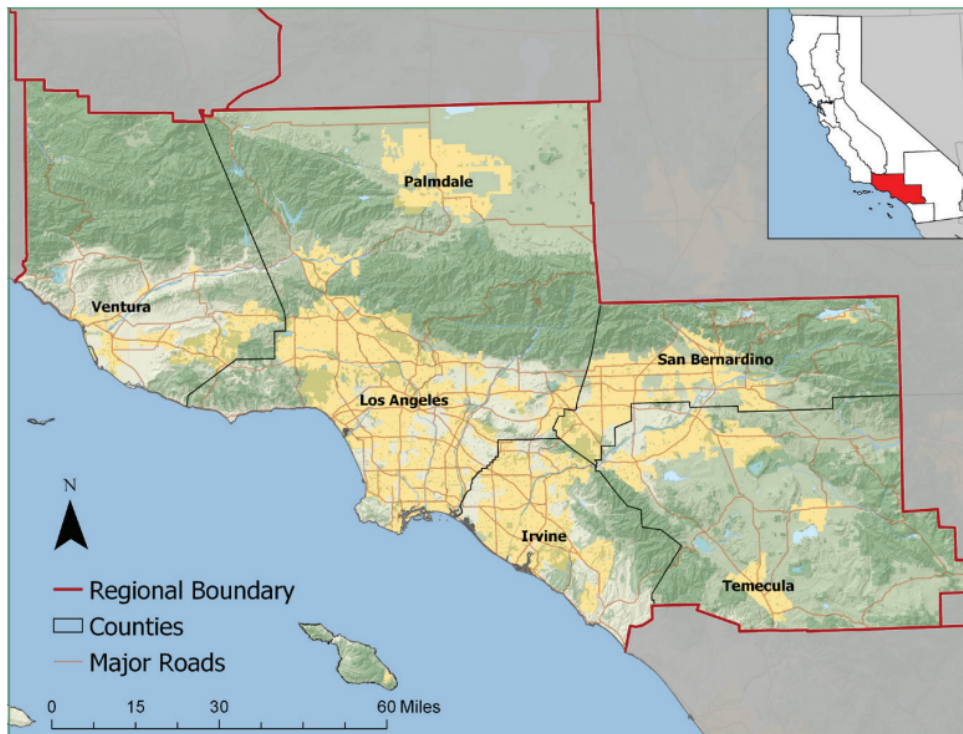 Palmdale
Ventura
San Bernardino
Los Angeles
Irvine
Temecula
N
Regional Boundary
Counties
Major Roads
0 15 30 60 Miles